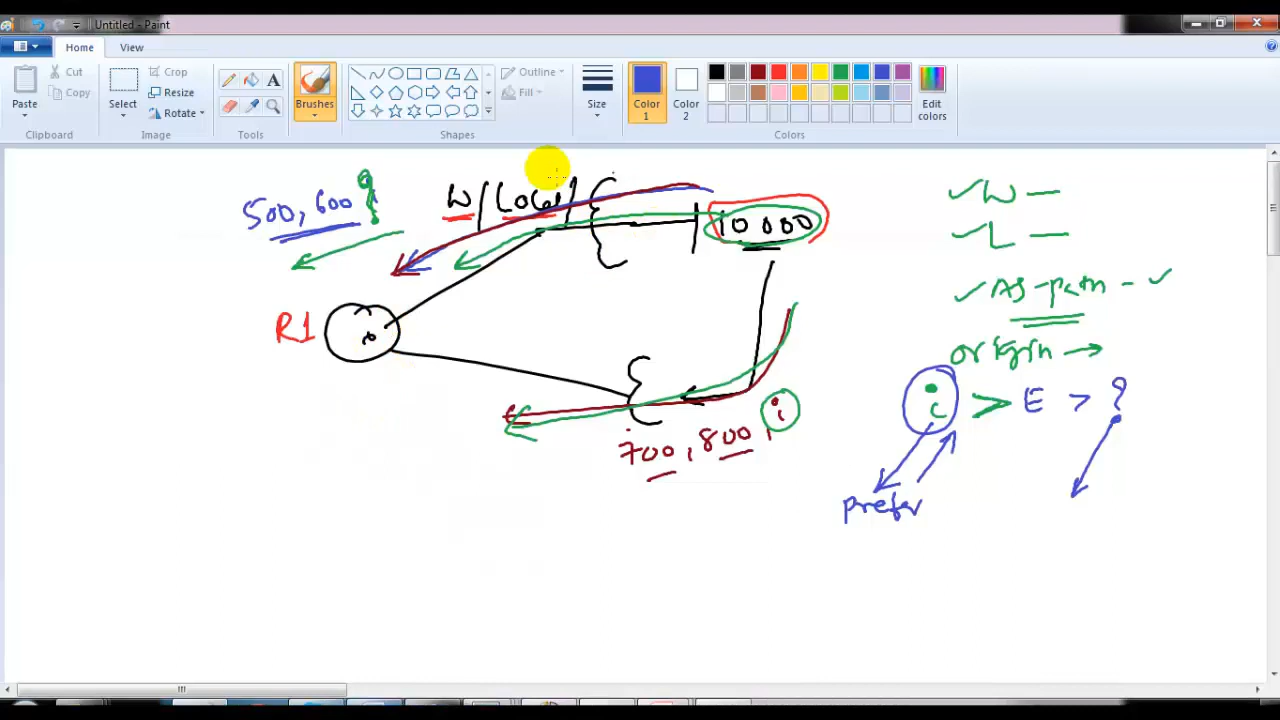 Untitled - Paint
Home View
Paste
Cut
Copy
Clipboard
Select
Crop
Resize
Rotate
Image
Tools
Brushes
Outline
Fill
Shapes
Size
Color 1
Color 2
Edit colors
Colors
500, 600 ?
W / Local /
10 000
R1
700, 800, i
W —
L —
AS-path -
origin →
i > E > ?
prefer